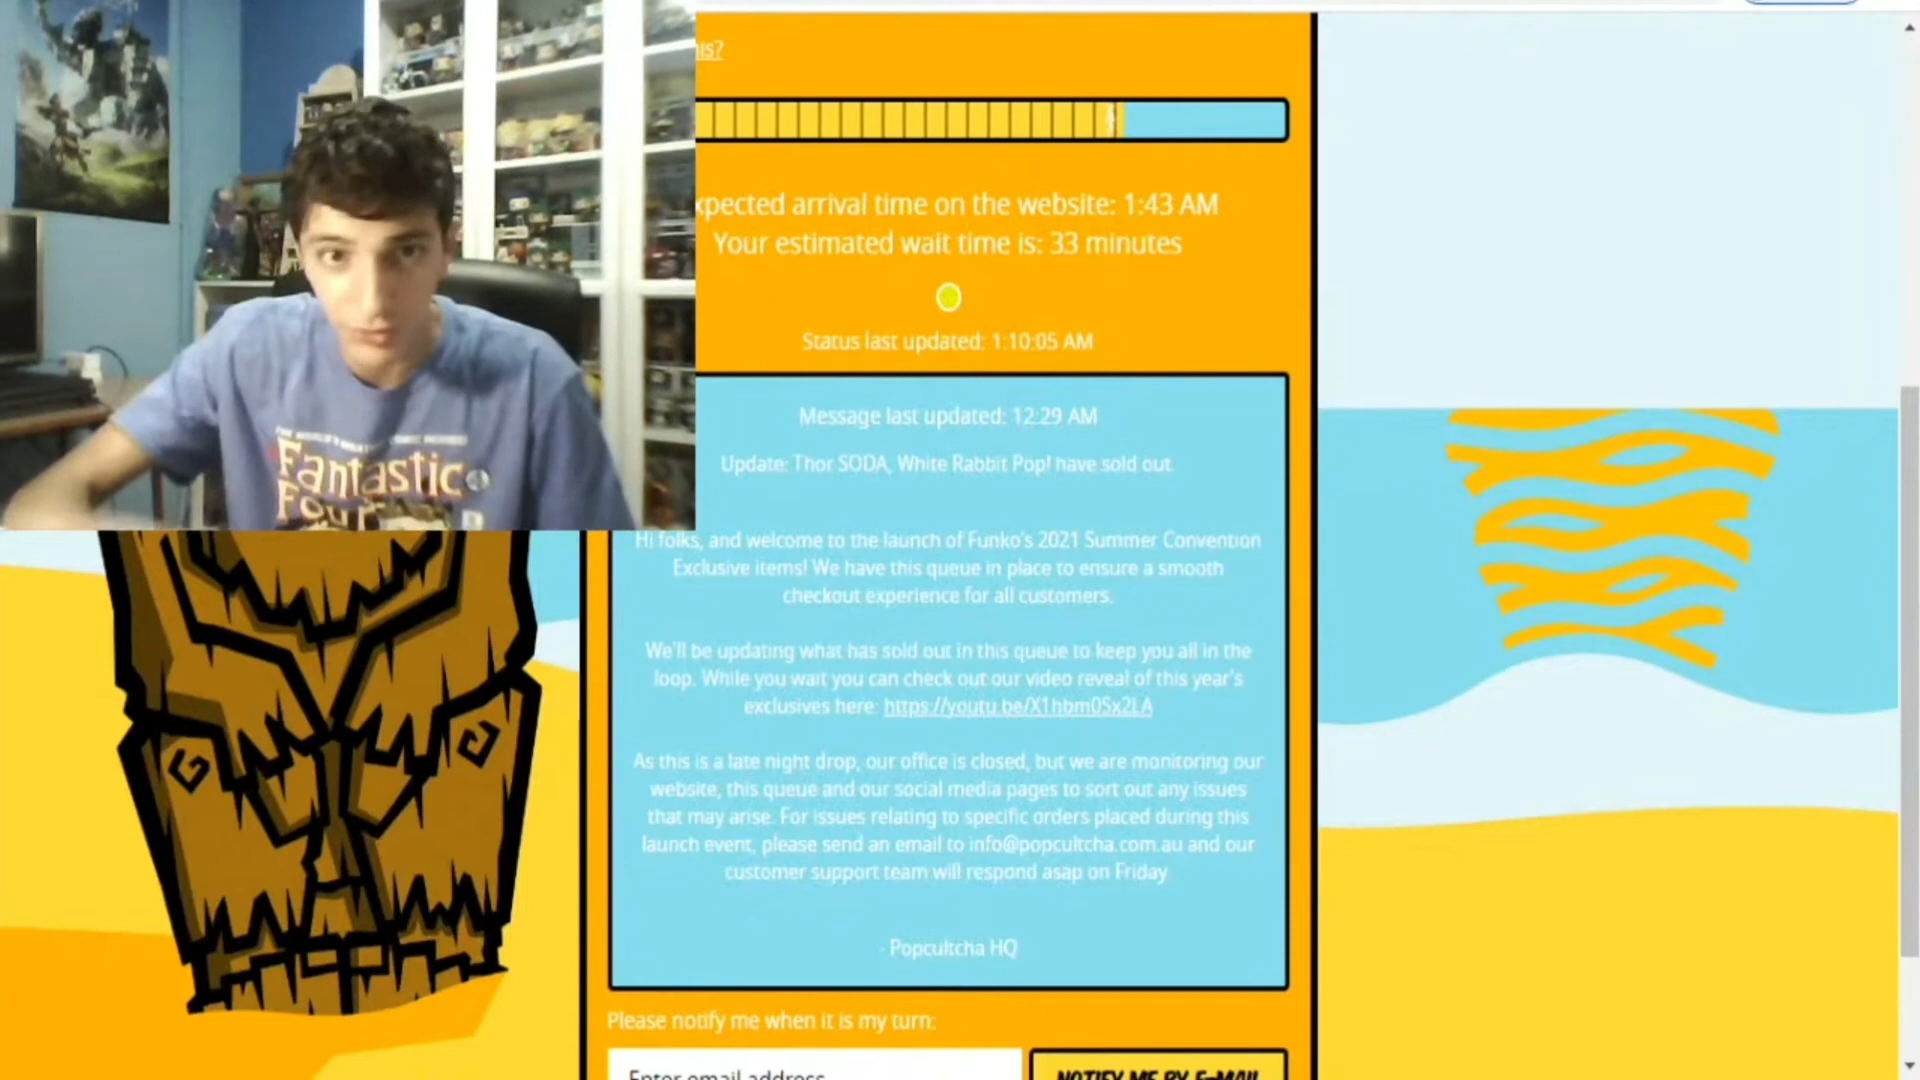 his?
xpected arrival time on the website: 1:43 AM
Your estimated wait time is: 33 minutes
Status last updated: 1:10:05 AM
Message last updated: 12:29 AM
Update: Thor SODA, White Rabbit Pop! have sold out.
Fantastic
Four
Hi folks, and welcome to the launch of Funko's 2021 Summer Convention
Exclusive items! We have this queue in place to ensure a smooth
checkout experience for all customers.
We'll be updating what has sold out in this queue to keep you all in the
loop. While you wait you can check out our video reveal of this year's
exclusives here: https://youtu.be/X1hbm0Sx2LA
As this is a late night drop, our office is closed, but we are monitoring our
website, this queue and our social media pages to sort out any issues
that may arise. For issues relating to specific orders placed during this
launch event, please send an email to info@popcultcha.com.au and our
customer support team will respond asap on Friday
- Popcultcha HQ
Please notify me when it is my turn:
Enter email address
NOTIFY ME BY E-MAIL